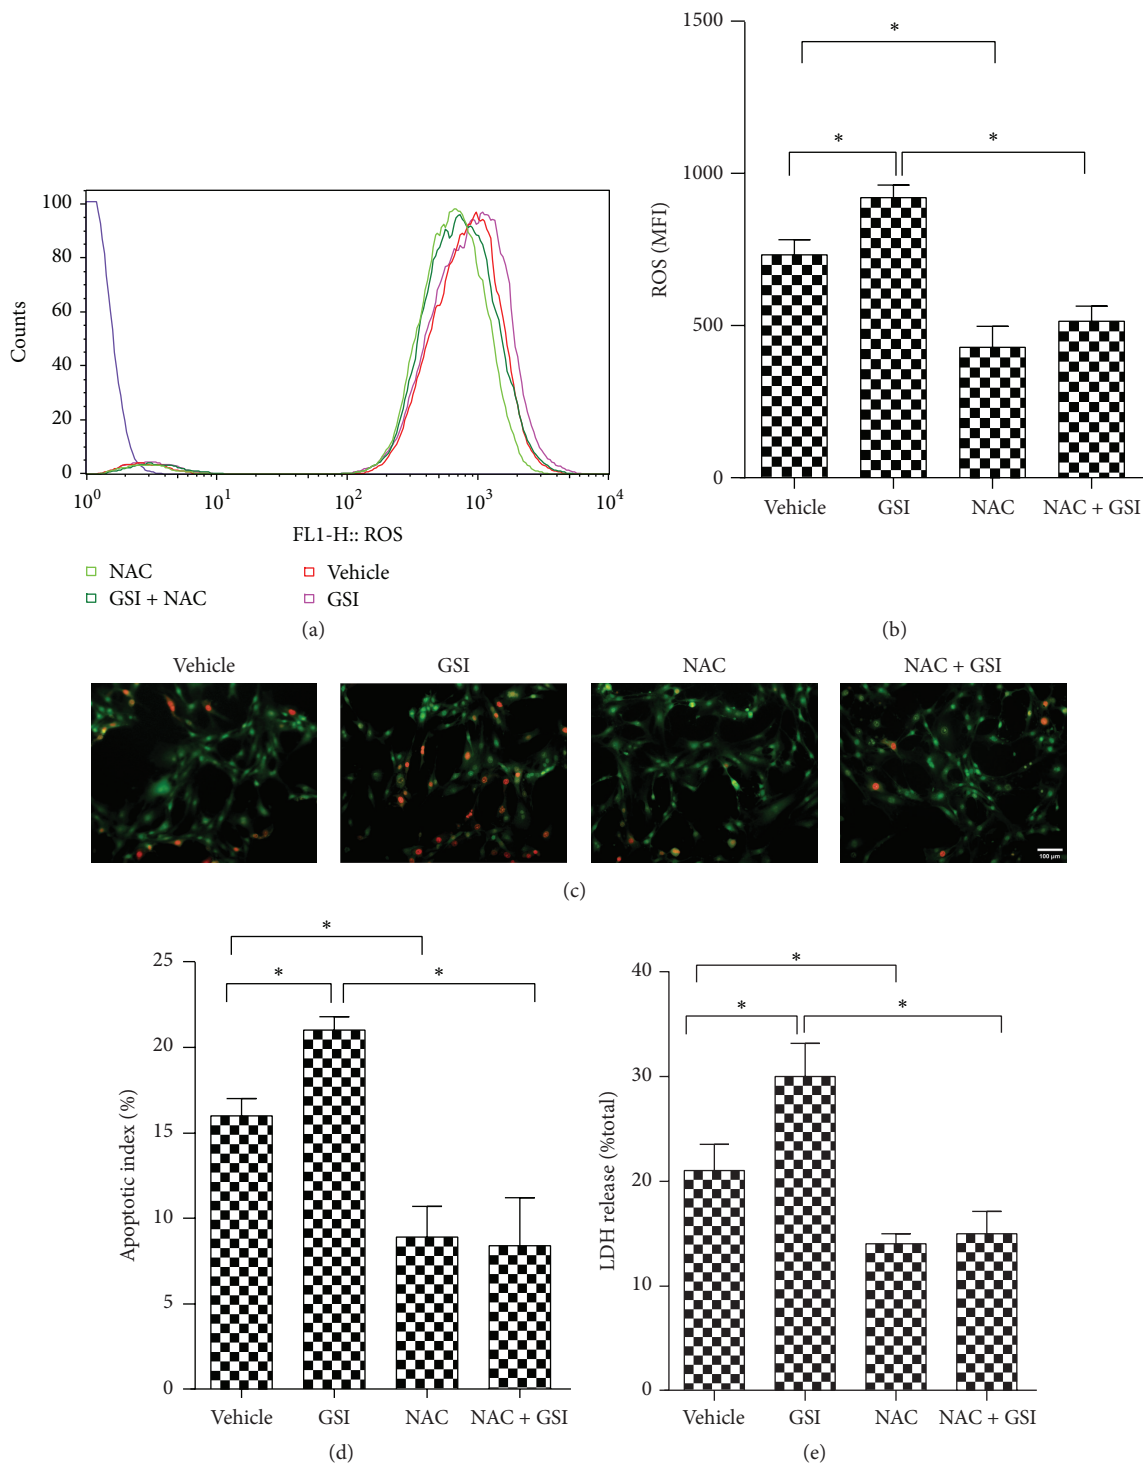 100
80
60
40
20
0
Counts
10^0
10^1
10^2
10^3
10^4
FL1-H:: ROS
NAC
Vehicle
GSI + NAC
GSI
(a)
1500
1000
500
0
ROS (MFI)
*
*
*
Vehicle
GSI
NAC
NAC + GSI
(b)
Vehicle
GSI
NAC
NAC + GSI
100 μm
(c)
25
20
15
10
5
0
Apoptotic index (%)
*
*
*
Vehicle
GSI
NAC
NAC + GSI
(d)
40
30
20
10
0
LDH release (%total)
*
*
*
Vehicle
GSI
NAC
NAC + GSI
(e)